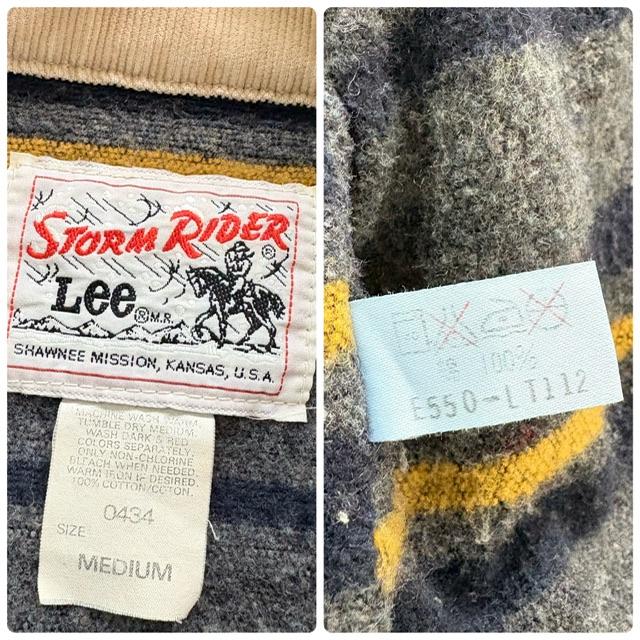 STORM RIDER
®
Lee ® M.R.
SHAWNEE MISSION, KANSAS, U.S.A.
MACHINE WASH WARM.
TUMBLE DRY MEDIUM.
WASH DARK & RED
COLORS SEPARATELY.
ONLY NON-CHLORINE
BLEACH WHEN NEEDED.
WARM IRON IF DESIRED.
100% COTTON/COTON.
0434
SIZE
MEDIUM
100%
E550-LT112